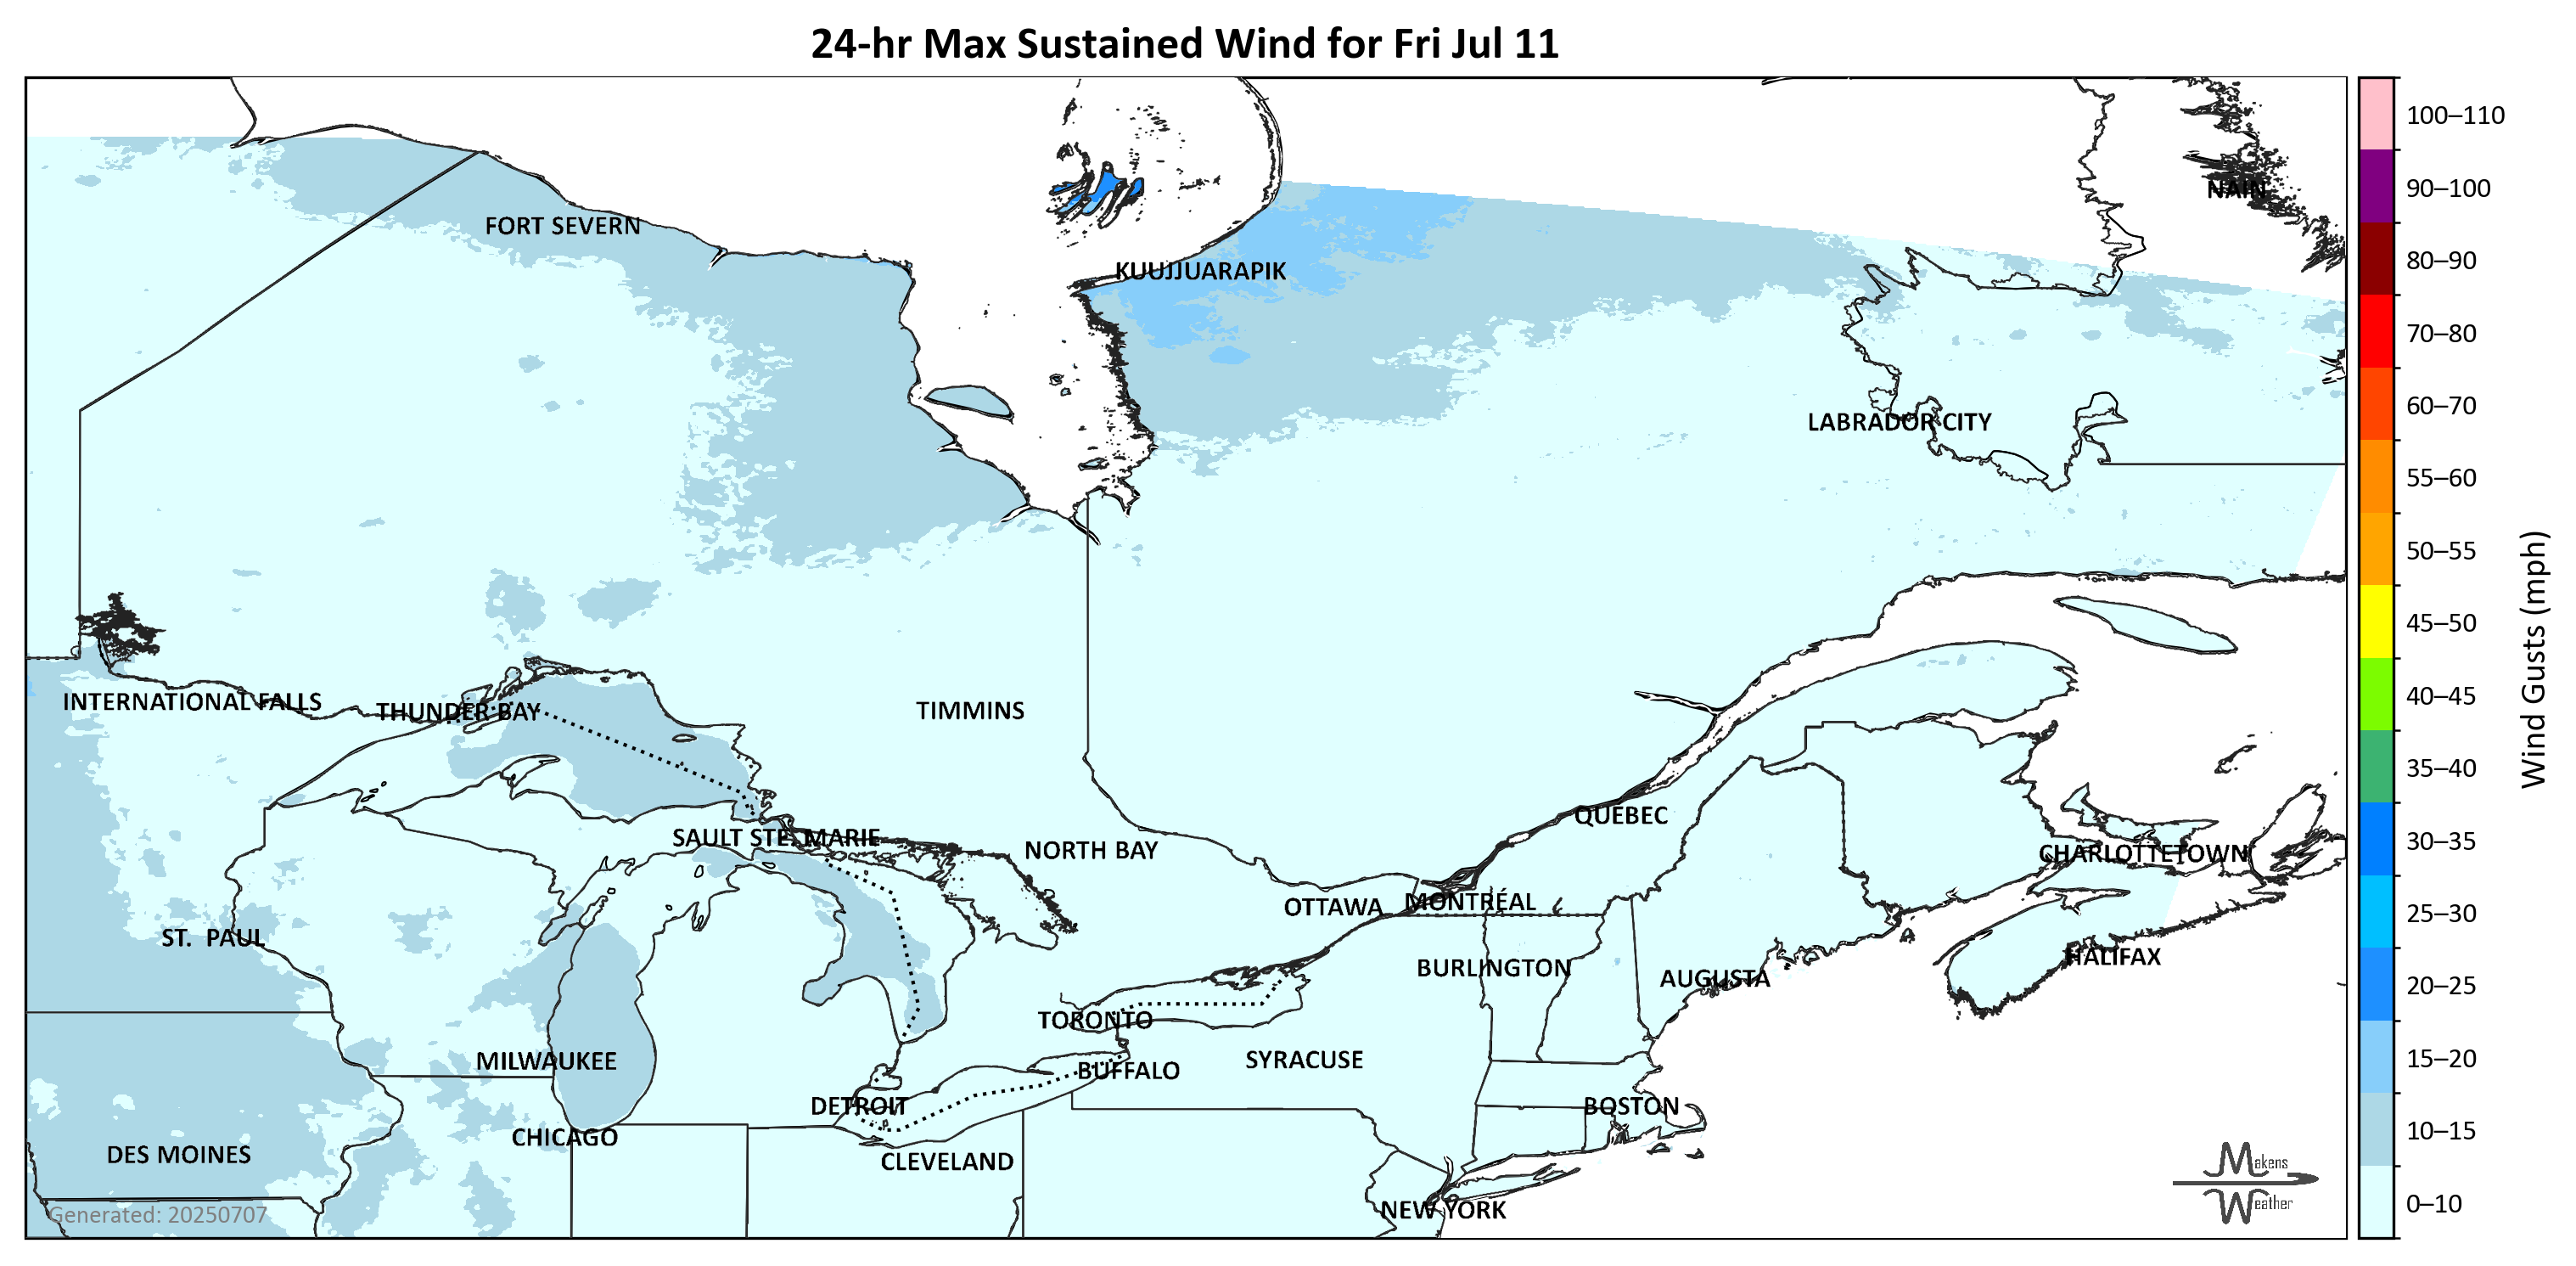 24-hr Max Sustained Wind for Fri Jul 11
100–110
90–100
NAIN
FORT SEVERN
80–90
KUUJJUARAPIK
70–80
60–70
LABRADOR CITY
55–60
50–55
45–50
Wind Gusts (mph)
40–45
INTERNATIONAL FALLS
THUNDER BAY
TIMMINS
35–40
QUEBEC
SAULT STE. MARIE
30–35
NORTH BAY
CHARLOTTETOWN
OTTAWA
MONTRÉAL
25–30
ST. PAUL
HALIFAX
BURLINGTON
AUGUSTA
20–25
TORONTO
MILWAUKEE
SYRACUSE
15–20
BUFFALO
DETROIT
BOSTON
CHICAGO
10–15
DES MOINES
CLEVELAND
Makens
Weather
0–10
NEW YORK
Generated: 20250707